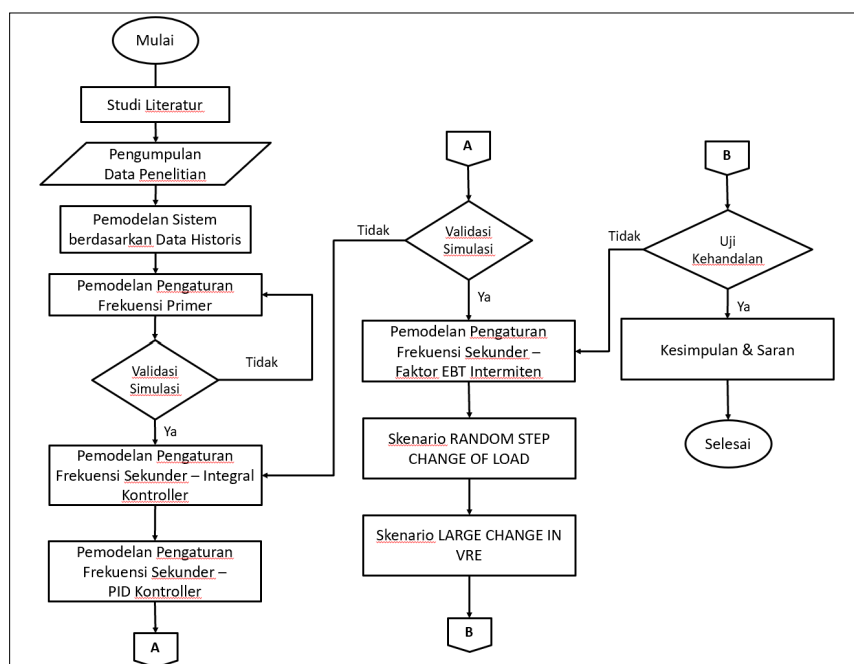 Mulai
Studi Literatur
Pengumpulan
Data Penelitian
Pemodelan Sistem
berdasarkan Data Historis
Pemodelan Pengaturan
Frekuensi Primer
Validasi
Simulasi
Tidak
Ya
Pemodelan Pengaturan
Frekuensi Sekunder – Integral
Kontroller
Pemodelan Pengaturan
Frekuensi Sekunder –
PID Kontroller
A
A
Validasi
Simulasi
Tidak
Ya
Pemodelan Pengaturan
Frekuensi Sekunder –
Faktor EBT Intermiten
Skenario RANDOM STEP
CHANGE OF LOAD
Skenario LARGE CHANGE IN
VRE
B
B
Uji
Kehandalan
Tidak
Ya
Kesimpulan & Saran
Selesai